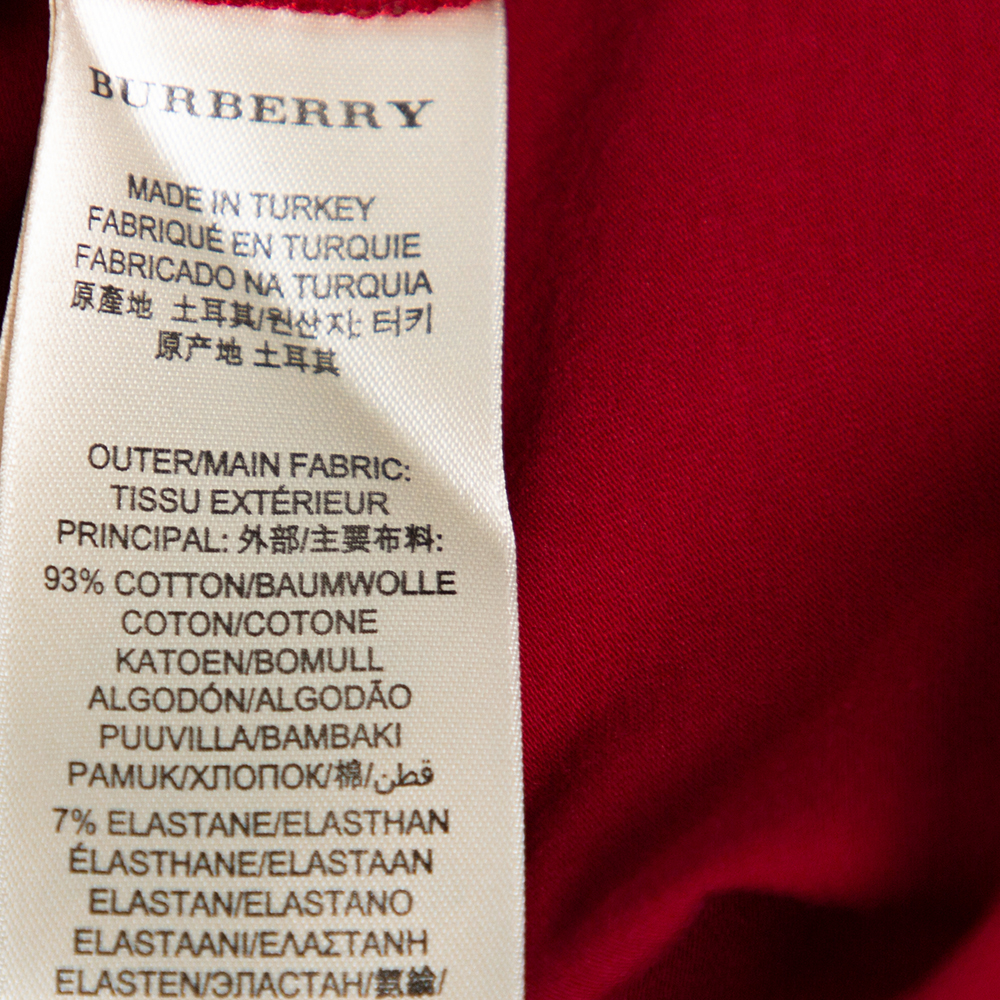 BURBERRY
MADE IN TURKEY
FABRIQUÉ EN TURQUIE
FABRICADO NA TURQUIA
原產地 土耳其/원산지: 터키
原产地 土耳其
OUTER/MAIN FABRIC:
TISSU EXTÉRIEUR
PRINCIPAL: 外部/主要布料:
93% COTTON/BAUMWOLLE
COTON/COTONE
KATOEN/BOMULL
ALGODÓN/ALGODÃO
PUUVILLA/BAMBAKI
PAMUK/ХЛОПОК/棉/قطن
7% ELASTANE/ELASTHAN
ÉLASTHANE/ELASTAAN
ELASTAN/ELASTANO
ELASTAANI/ΕΛΑΣΤΑΝΗ
ELASTEN/ЭЛАСТАН/氨綸/